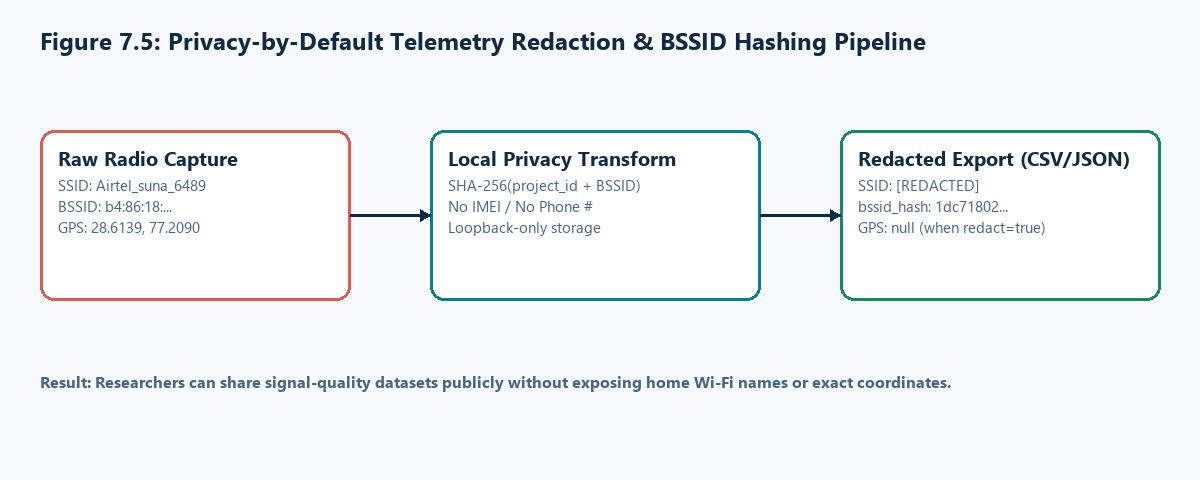 Figure 7.5: Privacy-by-Default Telemetry Redaction & BSSID Hashing Pipeline
Raw Radio Capture
SSID: Airtel_suna_6489
BSSID: b4:86:18:...
GPS: 28.6139, 77.2090
Local Privacy Transform
SHA-256(project_id + BSSID)
No IMEI / No Phone #
Loopback-only storage
Redacted Export (CSV/JSON)
SSID: [REDACTED]
bssid_hash: 1dc71802...
GPS: null (when redact=true)
Result: Researchers can share signal-quality datasets publicly without exposing home Wi-Fi names or exact coordinates.